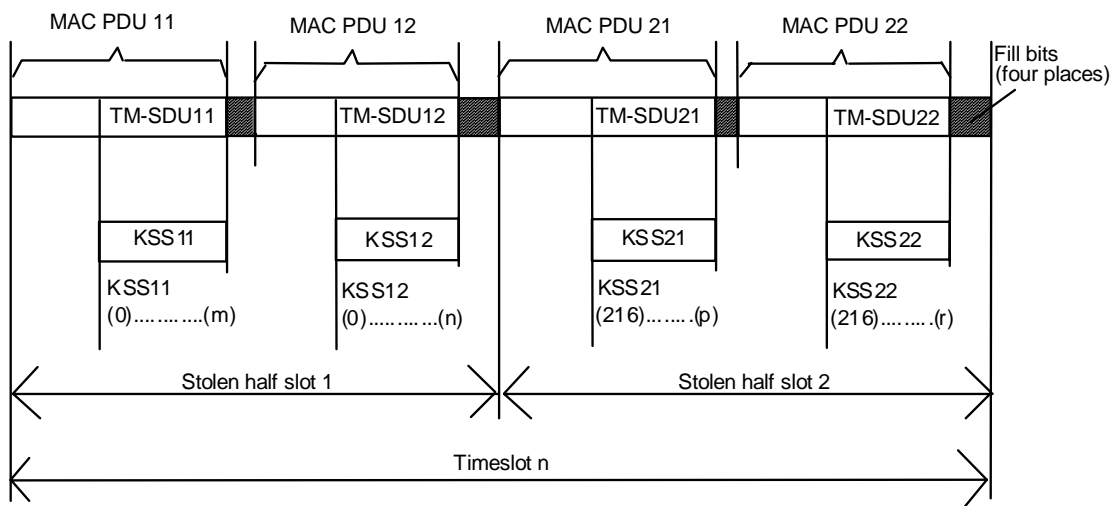 MAC PDU 11
MAC PDU 12
MAC PDU 21
MAC PDU 22
Fill bits
(four places)
TM-SDU11
TM-SDU12
TM-SDU21
TM-SDU22
KSS11
KSS12
KSS21
KSS22
KSS11
(0)............(m)
KSS12
(0)............(n)
KSS21
(216).......(p)
KSS22
(216)........(r)
Stolen half slot 1
Stolen half slot 2
Timeslot n